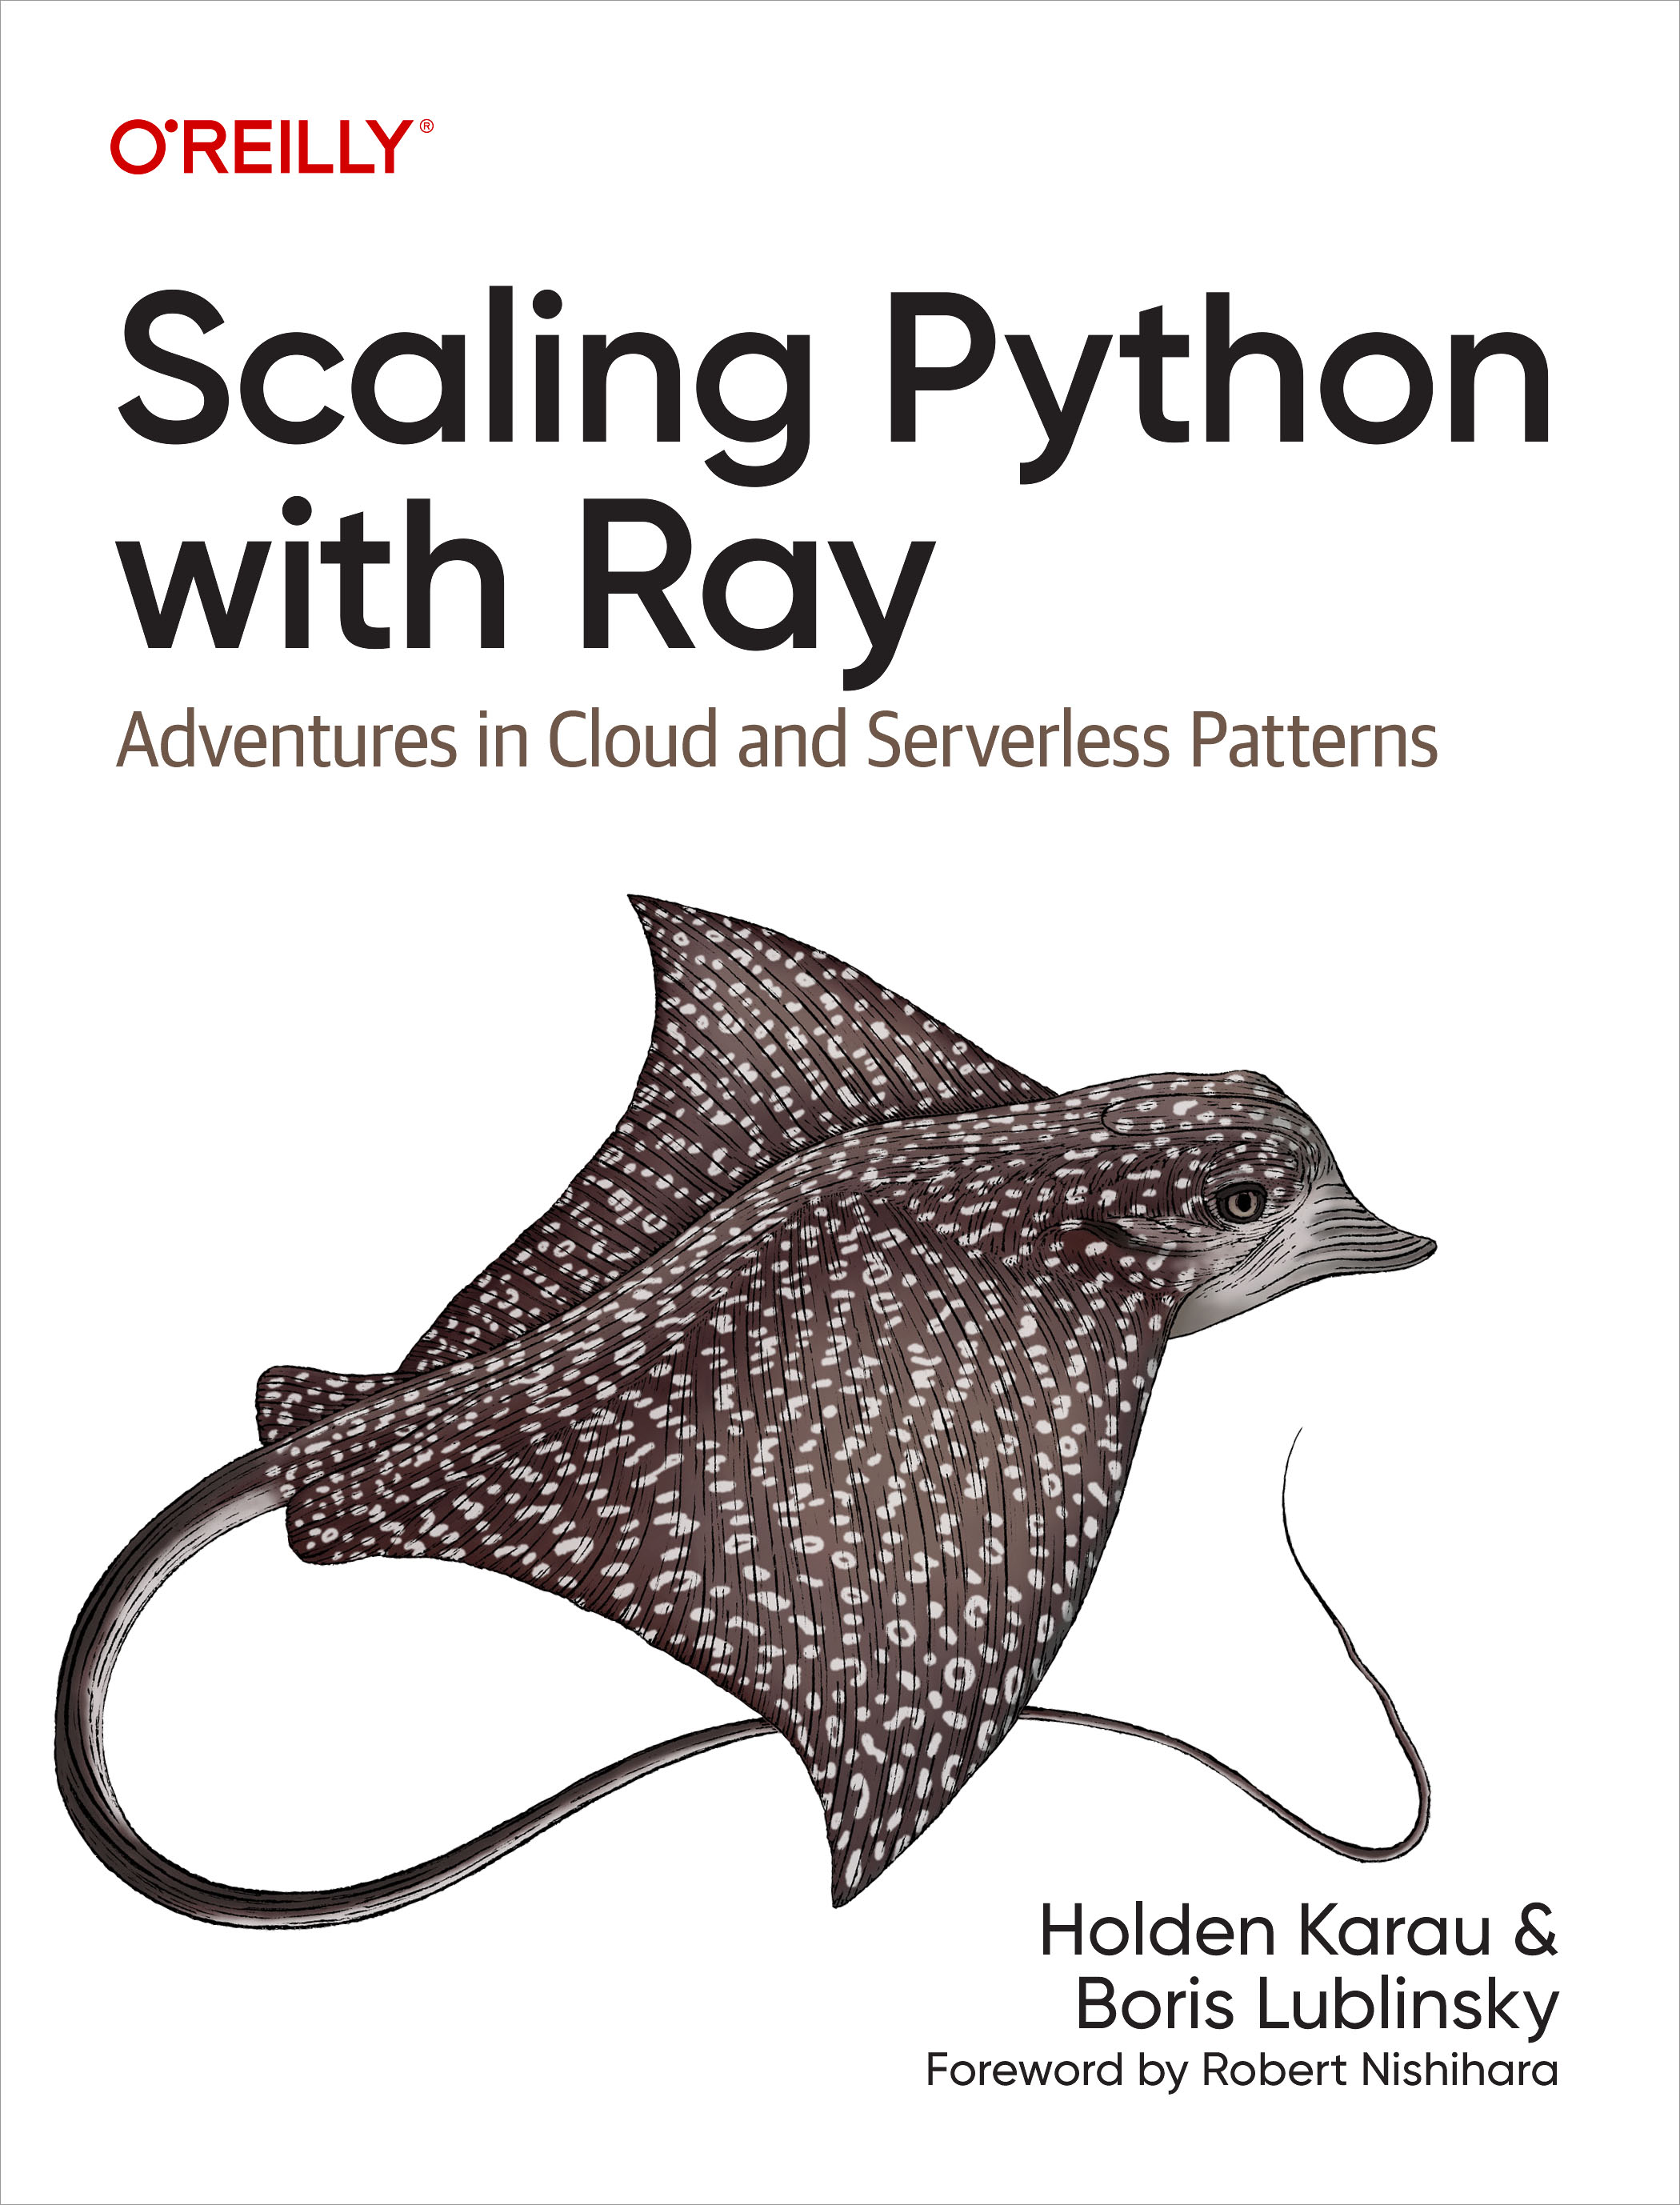 O'REILLY®
Scaling Python
with Ray
Adventures in Cloud and Serverless Patterns
Holden Karau &
Boris Lublinsky
Foreword by Robert Nishihara